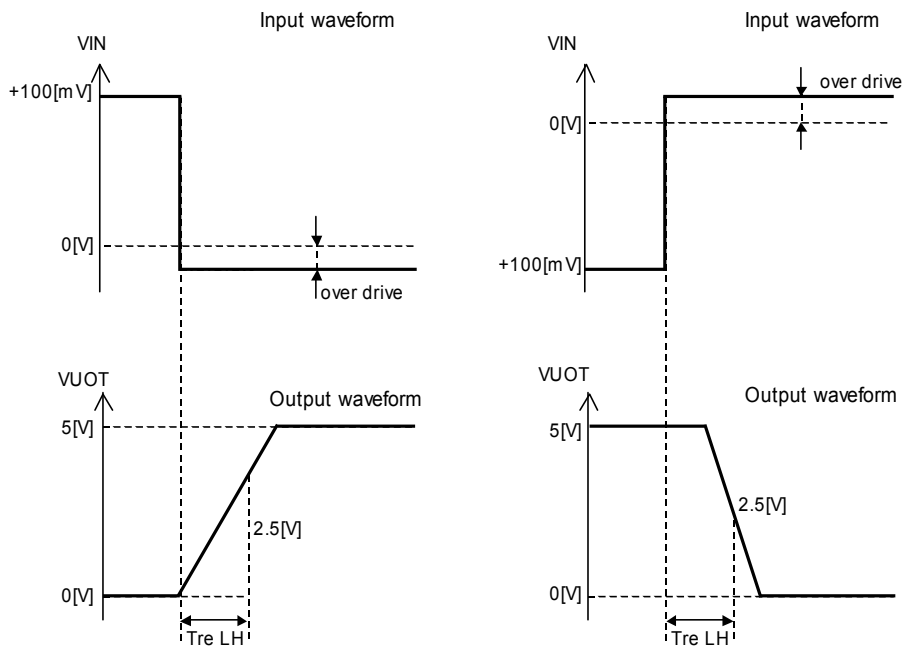 Input waveform
VIN
+100[mV]
0[V]
over drive
Input waveform
VIN
over drive
0[V]
+100[mV]
VUOT
Output waveform
5[V]
2.5[V]
0[V]
Tre LH
VUOT
Output waveform
5[V]
2.5[V]
0[V]
Tre LH